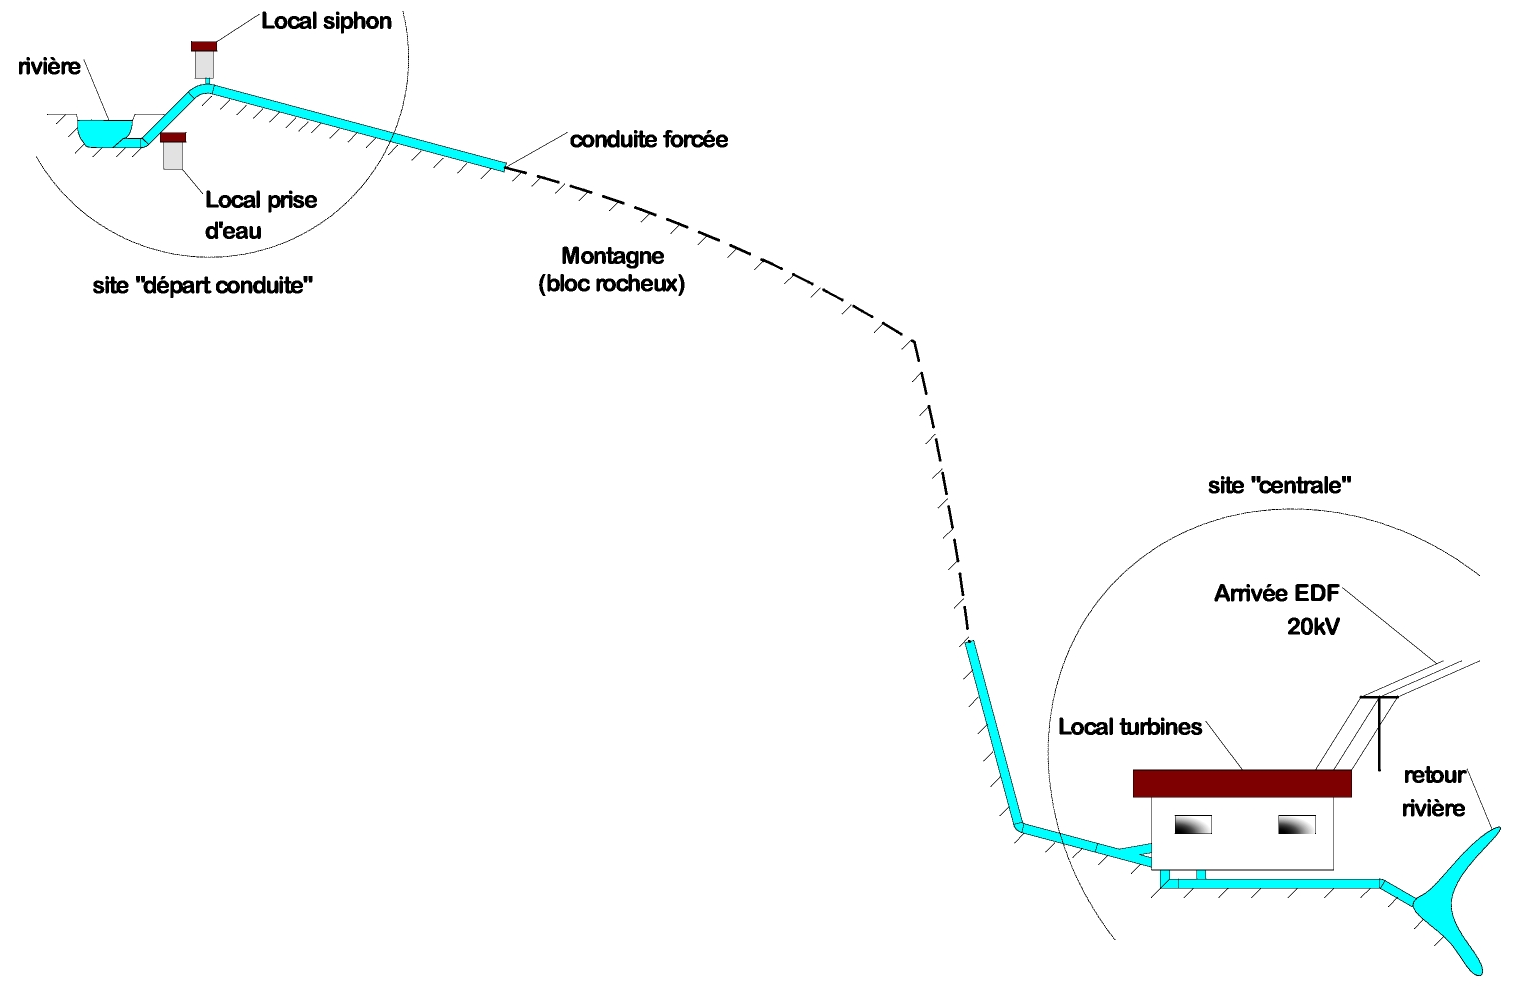 Local siphon
rivière
conduite forcée
Local prise
d'eau
Montagne
(bloc rocheux)
site "départ conduite"
site "centrale"
Arrivée EDF
20kV
Local turbines
retour
rivière